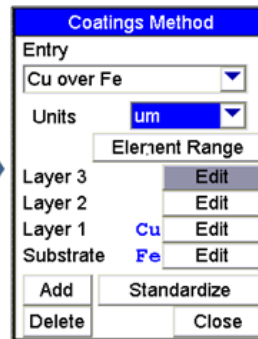 Coatings Method
Entry
Cu over Fe
Units um
Element Range
Layer 3 Edit
Layer 2 Edit
Layer 1 Cu Edit
Substrate Fe Edit
Add Standardize
Delete Close